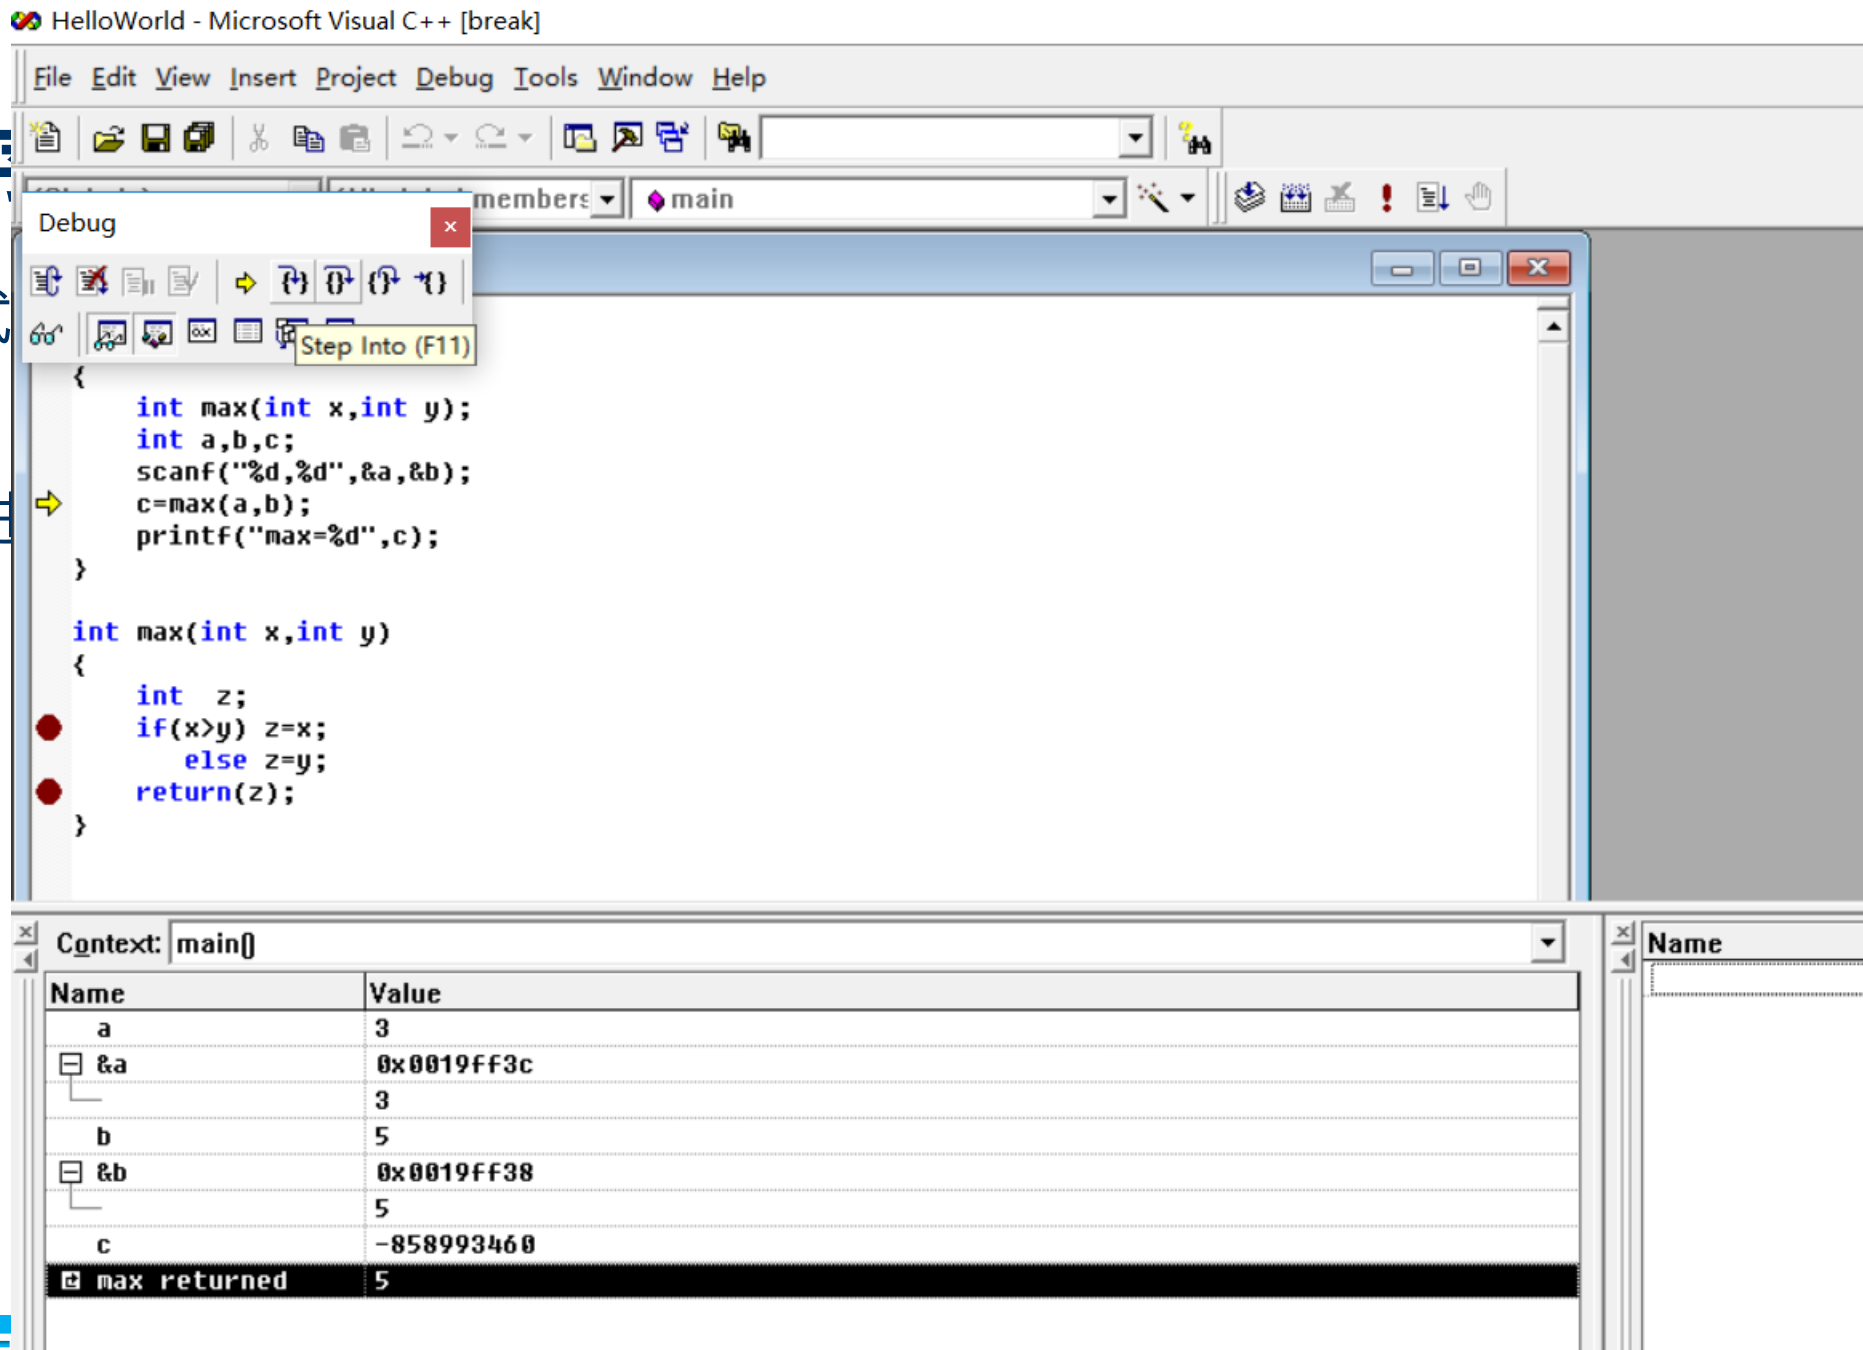 HelloWorld - Microsoft Visual C++ [break]
File Edit View Insert Project Debug Tools Window Help
members main
Debug
Step Into (F11)
{
int max(int x,int y);
int a,b,c;
scanf("%d,%d",&a,&b);
c=max(a,b);
printf("max=%d",c);
}
int max(int x,int y)
{
int z;
if(x>y) z=x;
else z=y;
return(z);
}
Context: main()
Name Value
a 3
&a 0x0019ff3c
3
b 5
&b 0x0019ff38
5
c -858993460
max returned 5
Name